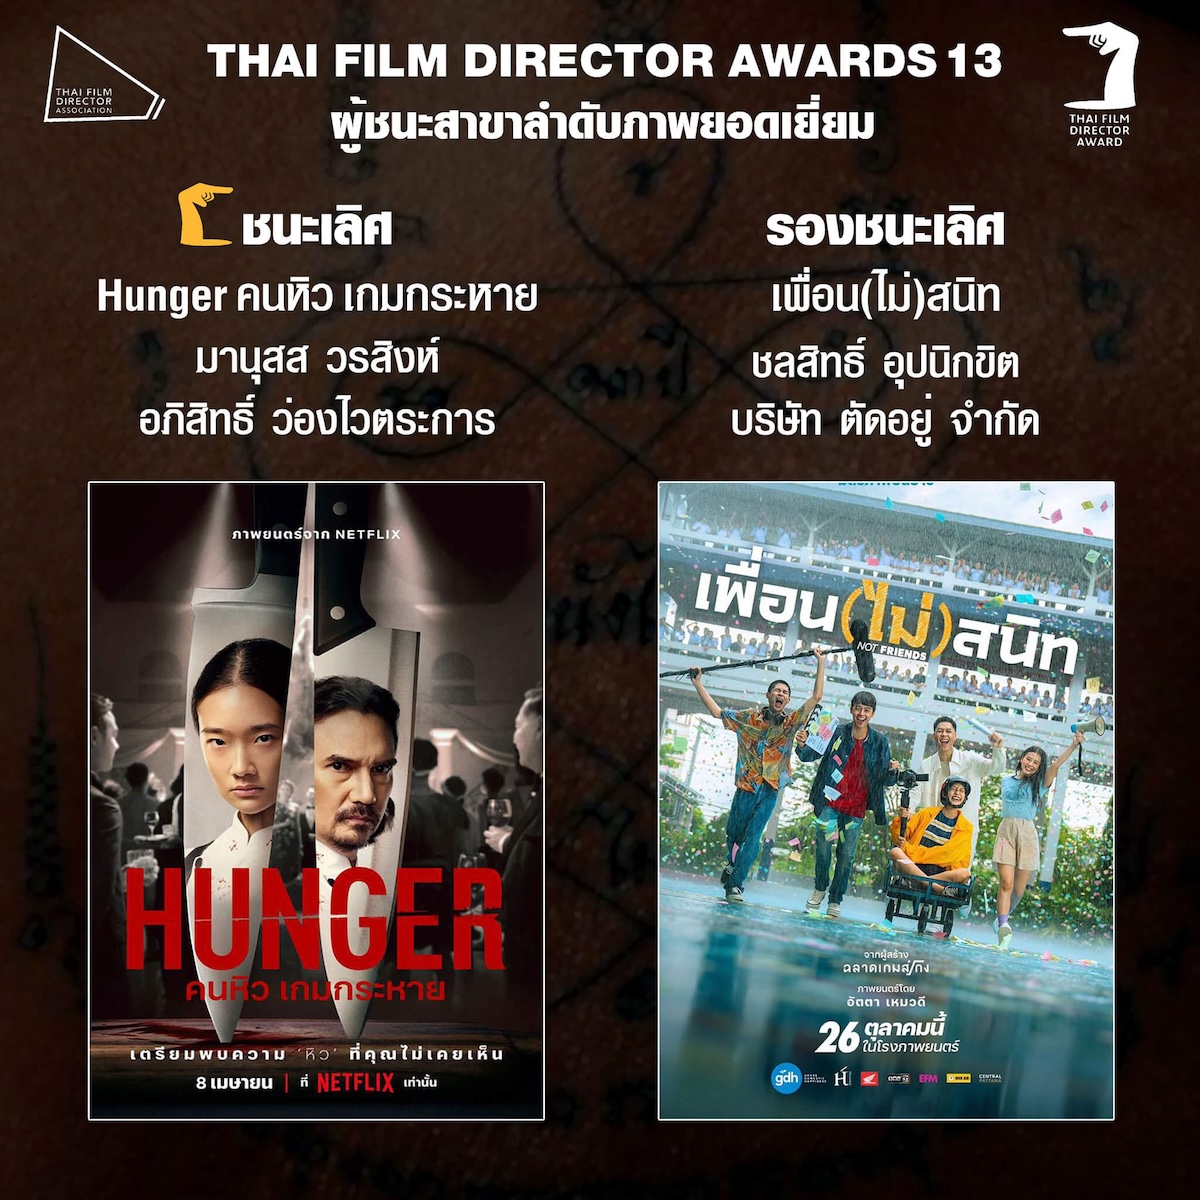 THAI FILM
DIRECTOR
ASSOCIATION
THAI FILM DIRECTOR AWARDS 13
ผู้ชนะสาขาลำดับภาพยอดเยี่ยม
THAI FILM
DIRECTOR
AWARD
ชนะเลิศ
Hunger คนหิว เกมกระหาย
มานุสส วรสิงห์
อภิสิทธิ์ ว่องไวตระการ
รองชนะเลิศ
เพื่อน(ไม่)สนิท
ชลสิทธิ์ อุปนิกขิต
บริษัท ตัดอยู่ จำกัด
ภาพยนตร์จาก NETFLIX
HUNGER
คนหิว เกมกระหาย
เตรียมพบความ 'หิว' ที่คุณไม่เคยเห็น
8 เมษายน | ที่ NETFLIX เท่านั้น
เพื่อน(ไม่)สนิท
NOT FRIENDS
จากผู้สร้าง
ฉลาดเกมส์โกง
ภาพยนตร์โดย
อัตตา เหมวดี
26 ตุลาคมนี้
ในโรงภาพยนตร์
gdh
EFM
CENTRAL
PATTANA